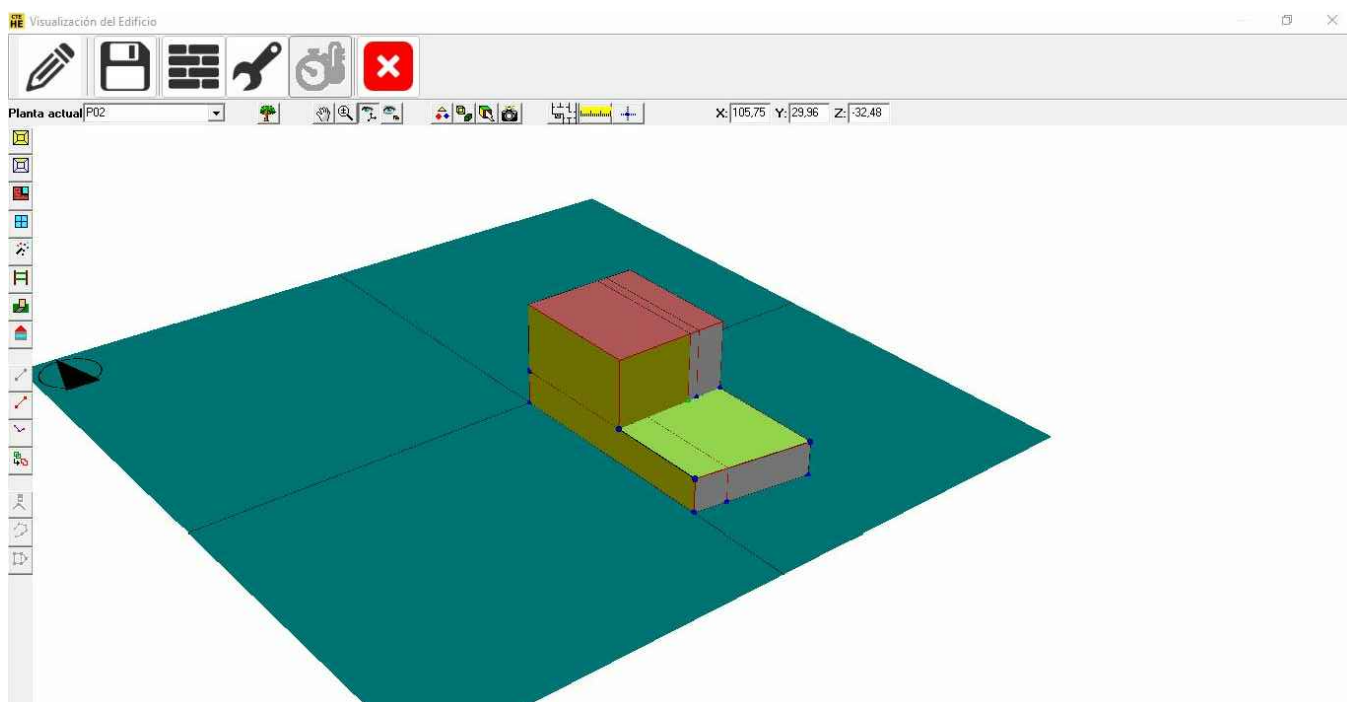 CTE HE Visualización del Edificio
Planta actual P02 X: 105,75 Y: 29,96 Z: -32,48